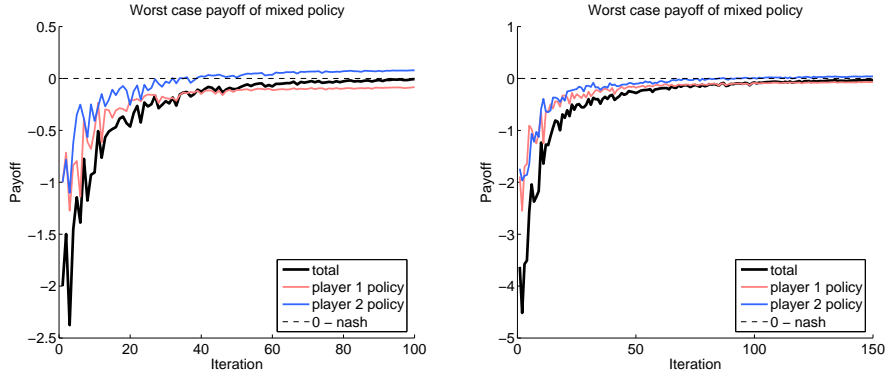 Worst case payoff of mixed policy
0.5
0
−0.5
−1
−1.5
−2
−2.5
Payoff
0
20
40
60
80
100
Iteration
total
player 1 policy
player 2 policy
0 − nash
Worst case payoff of mixed policy
1
0
−1
−2
−3
−4
−5
Payoff
0
50
100
150
Iteration
total
player 1 policy
player 2 policy
0 − nash